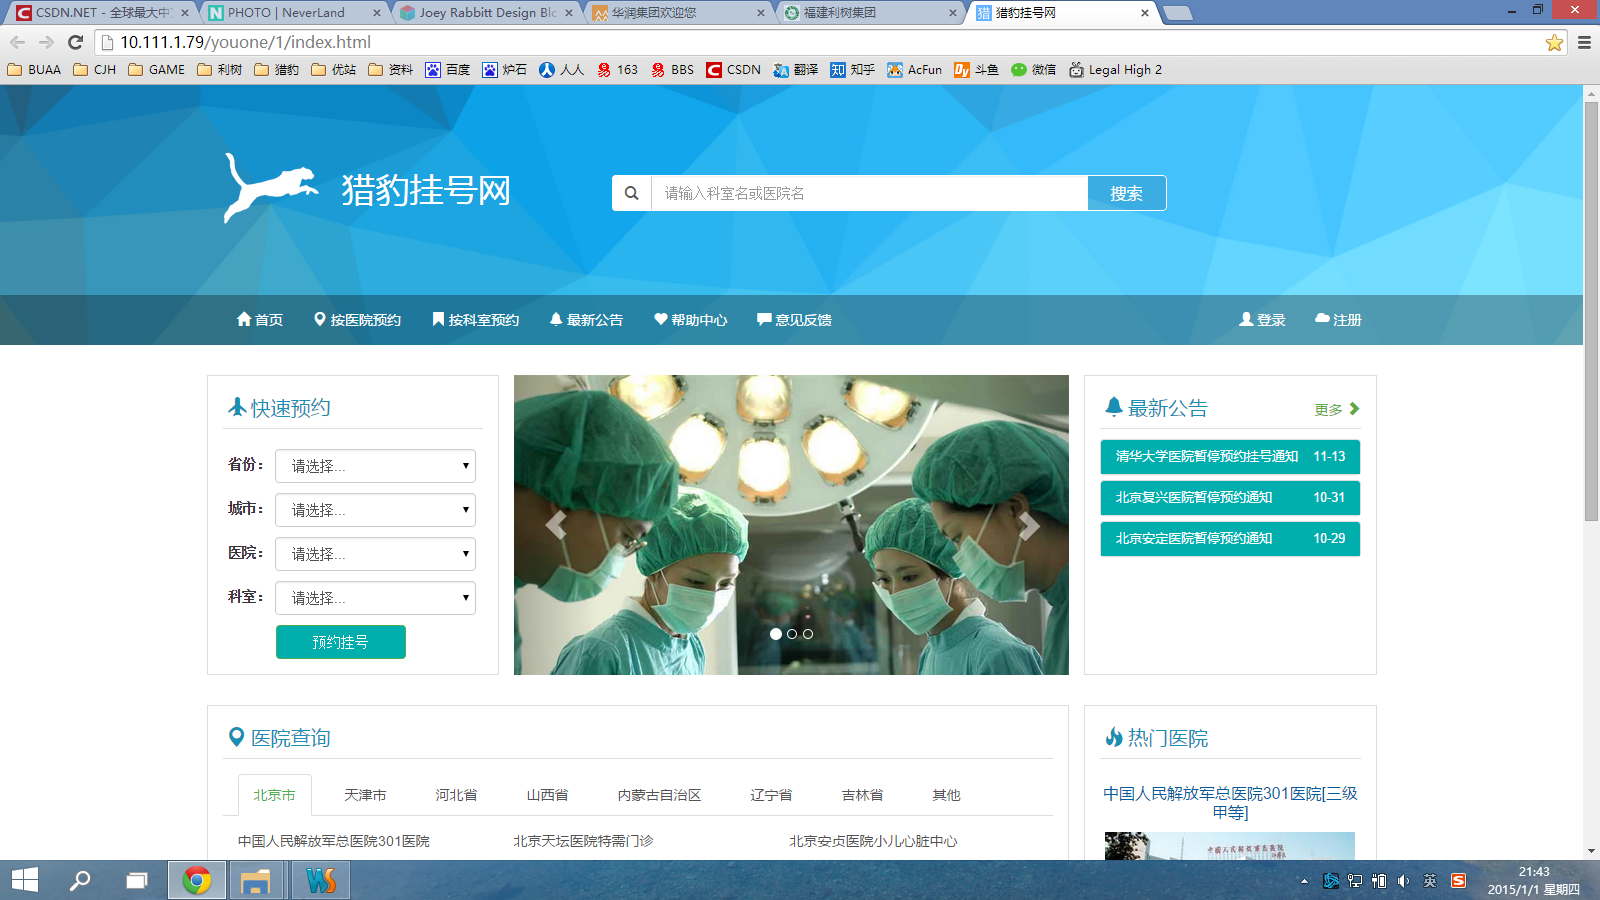 CSDN.NET - 全球最大中
PHOTO | NeverLand
Joey Rabbitt Design Blo
华润集团欢迎您
福建利树集团
猎豹挂号网
10.111.1.79/youone/1/index.html
BUAA CJH GAME 利树 猎豹 优站 资料 百度 炉石 人人 163 BBS CSDN 翻译 知乎 AcFun 斗鱼 微信 Legal High 2
猎豹挂号网
请输入科室名或医院名
搜索
首页 按医院预约 按科室预约 最新公告 帮助中心 意见反馈 登录 注册
快速预约
省份： 请选择...
城市： 请选择...
医院： 请选择...
科室： 请选择...
预约挂号
最新公告 更多
清华大学医院暂停预约挂号通知 11-13
北京复兴医院暂停预约通知 10-31
北京安定医院暂停预约通知 10-29
医院查询
北京市 天津市 河北省 山西省 内蒙古自治区 辽宁省 吉林省 其他
中国人民解放军总医院301医院 北京天坛医院特需门诊 北京安贞医院小儿心脏中心
热门医院
中国人民解放军总医院301医院[三级
甲等]
英
21:43
2015/1/1 星期四